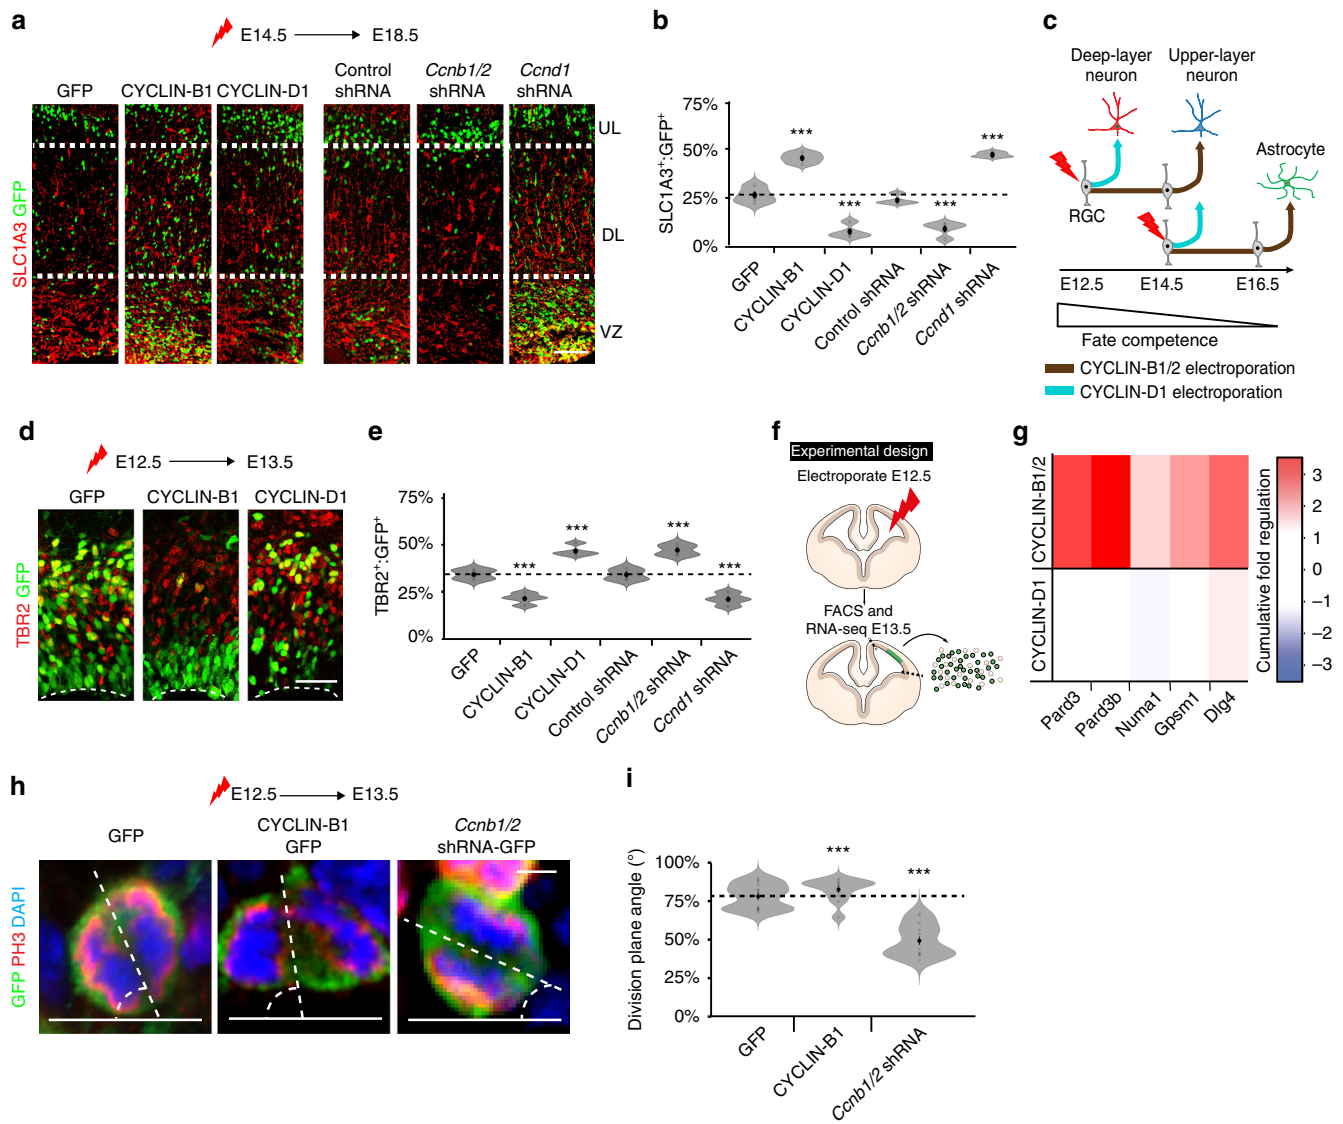 a
E14.5
E18.5
GFP
CYCLIN-B1
CYCLIN-D1
Control
shRNA
Ccnb1/2
shRNA
Ccnd1
shRNA
SLC1A3 GFP
UL
DL
VZ
b
SLC1A3+:GFP+
75%
50%
25%
0%
GFP
CYCLIN-B1
CYCLIN-D1
Control shRNA
Ccnb1/2 shRNA
Ccnd1 shRNA
***
***
***
***
c
Deep-layer
neuron
Upper-layer
neuron
Astrocyte
RGC
E12.5
E14.5
E16.5
Fate competence
CYCLIN-B1/2 electroporation
CYCLIN-D1 electroporation
d
E12.5
E13.5
GFP
CYCLIN-B1
CYCLIN-D1
TBR2 GFP
e
TBR2+:GFP+
75%
50%
25%
0%
***
***
***
***
GFP
CYCLIN-B1
CYCLIN-D1
Control shRNA
Ccnb1/2 shRNA
Ccnd1 shRNA
f
Experimental design
Electroporate E12.5
FACS and
RNA-seq E13.5
g
CYCLIN-B1/2
CYCLIN-D1
Pard3
Pard3b
Numa1
Gpsm1
Dlg4
Cumulative fold regulation
3
2
1
0
−1
−2
−3
h
E12.5
E13.5
GFP
CYCLIN-B1
GFP
Ccnb1/2
shRNA-GFP
GFP PH3 DAPI
i
Division plane angle (°)
100%
75%
50%
25%
0%
***
***
GFP
CYCLIN-B1
Ccnb1/2 shRNA